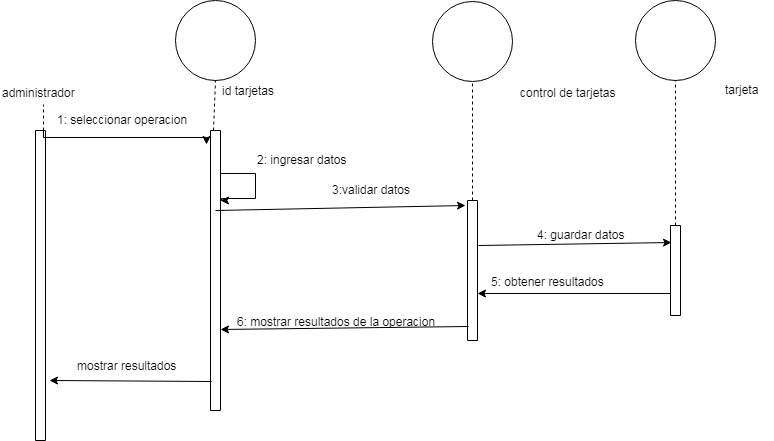 administrador
id tarjetas
control de tarjetas
tarjeta
1: seleccionar operacion
2: ingresar datos
3:validar datos
4: guardar datos
5: obtener resultados
6: mostrar resultados de la operacion
mostrar resultados